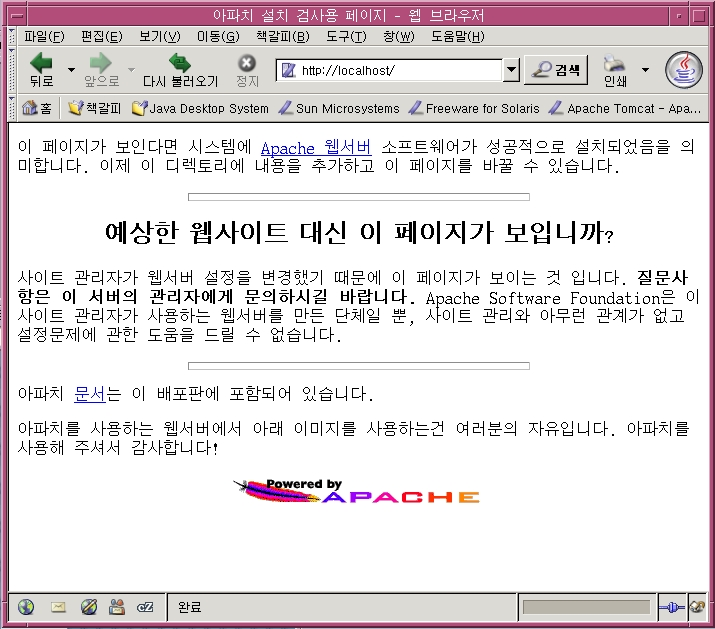 아파치 설치 검사용 페이지 - 웹 브라우저
파일(F) 편집(E) 보기(V) 이동(G) 책갈피(B) 도구(T) 창(W) 도움말(H)
뒤로 앞으로 다시 불러오기 정지 http://localhost/ 검색 인쇄
홈 책갈피 Java Desktop System Sun Microsystems Freeware for Solaris Apache Tomcat - Apa...
이 페이지가 보인다면 시스템에 Apache 웹서버 소프트웨어가 성공적으로 설치되었음을 의
미합니다. 이제 이 디렉토리에 내용을 추가하고 이 페이지를 바꿀 수 있습니다.
예상한 웹사이트 대신 이 페이지가 보입니까?
사이트 관리자가 웹서버 설정을 변경했기 때문에 이 페이지가 보이는 것 입니다. 질문사
항은 이 서버의 관리자에게 문의하시길 바랍니다. Apache Software Foundation은 이
사이트 관리자가 사용하는 웹서버를 만든 단체일 뿐, 사이트 관리와 아무런 관계가 없고
설정문제에 관한 도움을 드릴 수 없습니다.
아파치 문서는 이 배포판에 포함되어 있습니다.
아파치를 사용하는 웹서버에서 아래 이미지를 사용하는건 여러분의 자유입니다. 아파치를
사용해 주셔서 감사합니다!
Powered by
APACHE
완료